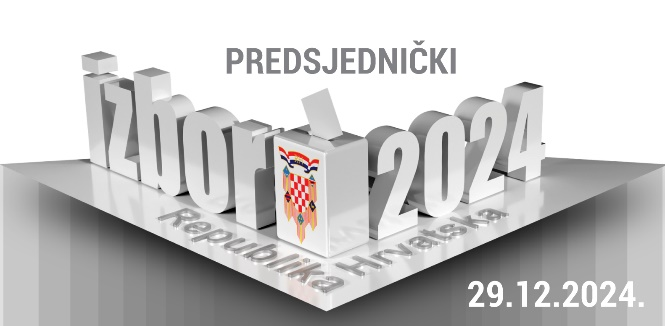 PREDSJEDNIČKI
izbori 2024
Republika Hrvatska
29.12.2024.